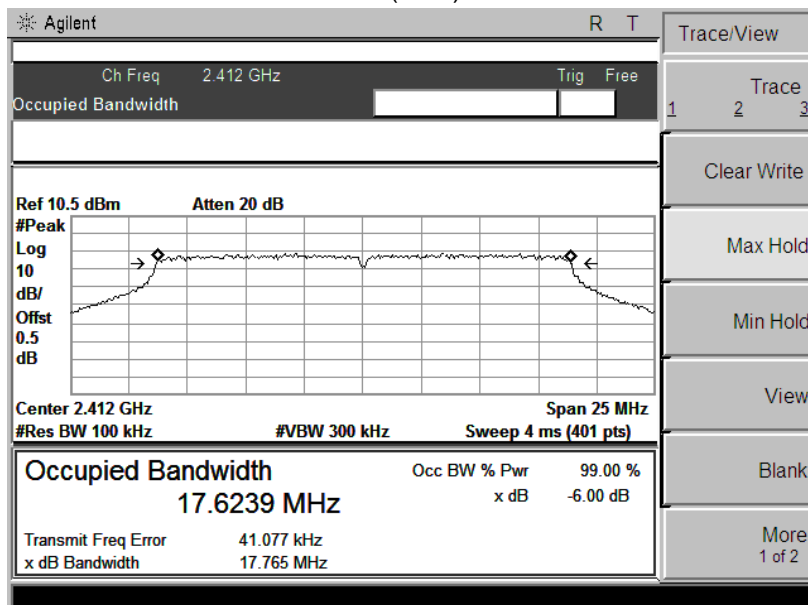 Agilent R T
Trace/View
Ch Freq 2.412 GHz Trig Free
Occupied Bandwidth
Trace
1 2 3
Clear Write
Ref 10.5 dBm Atten 20 dB
#Peak
Log
10
dB/
Offst
0.5
dB
Max Hold
Min Hold
Center 2.412 GHz Span 25 MHz
#Res BW 100 kHz #VBW 300 kHz Sweep 4 ms (401 pts)
View
Occupied Bandwidth Occ BW % Pwr 99.00 %
17.6239 MHz x dB -6.00 dB
Blank
Transmit Freq Error 41.077 kHz
x dB Bandwidth 17.765 MHz
More
1 of 2